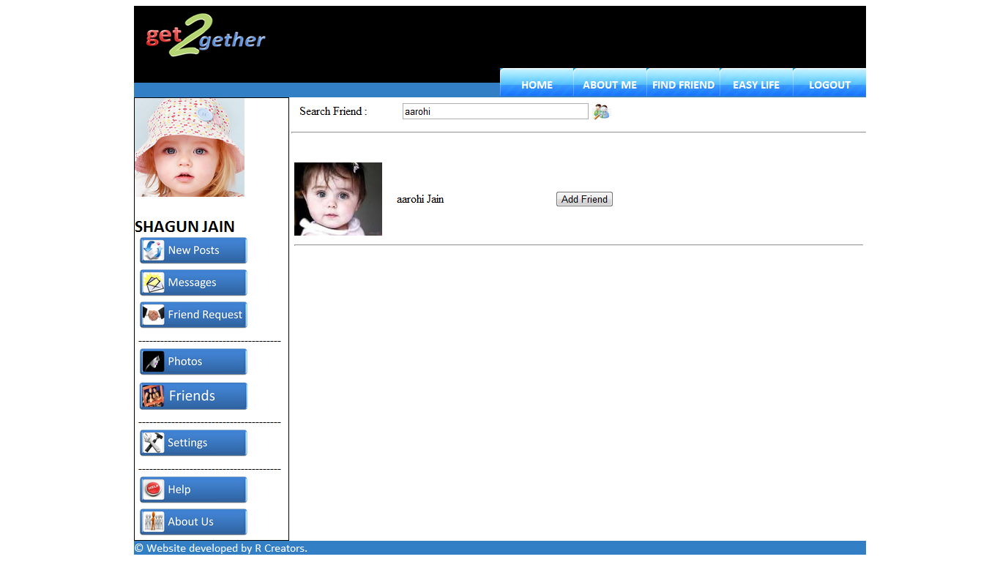 get2gether
HOME ABOUT ME FIND FRIEND EASY LIFE LOGOUT
Search Friend : aarohi
aarohi Jain Add Friend
SHAGUN JAIN
New Posts
Messages
Friend Request
---------------------------------------
Photos
Friends
---------------------------------------
Settings
---------------------------------------
HELP Help
About Us
© Website developed by R Creators.